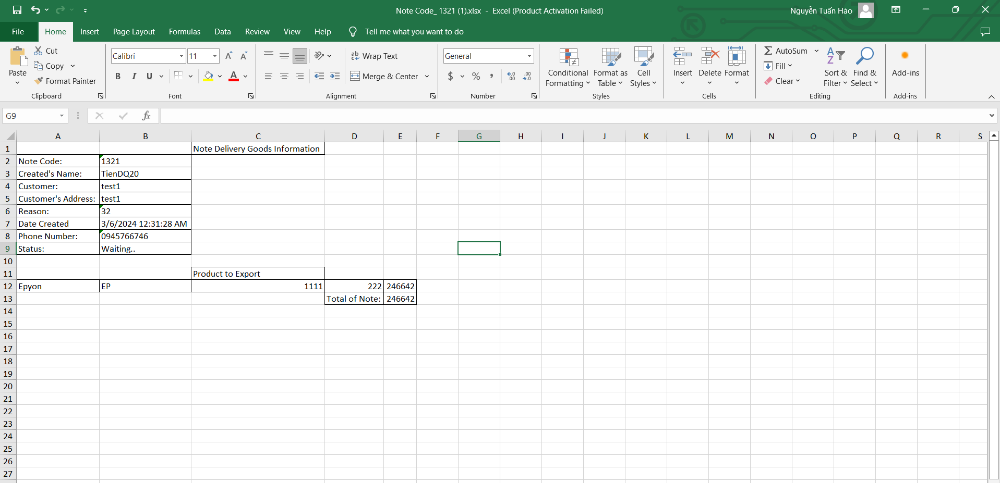 Note Code_ 1321 (1).xlsx - Excel (Product Activation Failed)
Nguyễn Tuấn Hào
File Home Insert Page Layout Formulas Data Review View Help Tell me what you want to do
Paste
Cut
Copy
Format Painter
Clipboard
Calibri 11
B I U
Font
Wrap Text
Merge & Center
Alignment
General
$ % ,
Number
Conditional Formatting
Format as Table
Cell Styles
Styles
Insert
Delete
Format
Cells
AutoSum
Fill
Clear
Sort & Filter
Find & Select
Editing
Add-ins
Add-ins
G9
fx
A B C D E F G H I J K L M N O P Q R S
1 Note Delivery Goods Information
2 Note Code: 1321
3 Created's Name: TienDQ20
4 Customer: test1
5 Customer's Address: test1
6 Reason: 32
7 Date Created 3/6/2024 12:31:28 AM
8 Phone Number: 0945766746
9 Status: Waiting..
10
11 Product to Export
12 Epyon EP 1111 222 246642
13 Total of Note: 246642
14
15
16
17
18
19
20
21
22
23
24
25
26
27